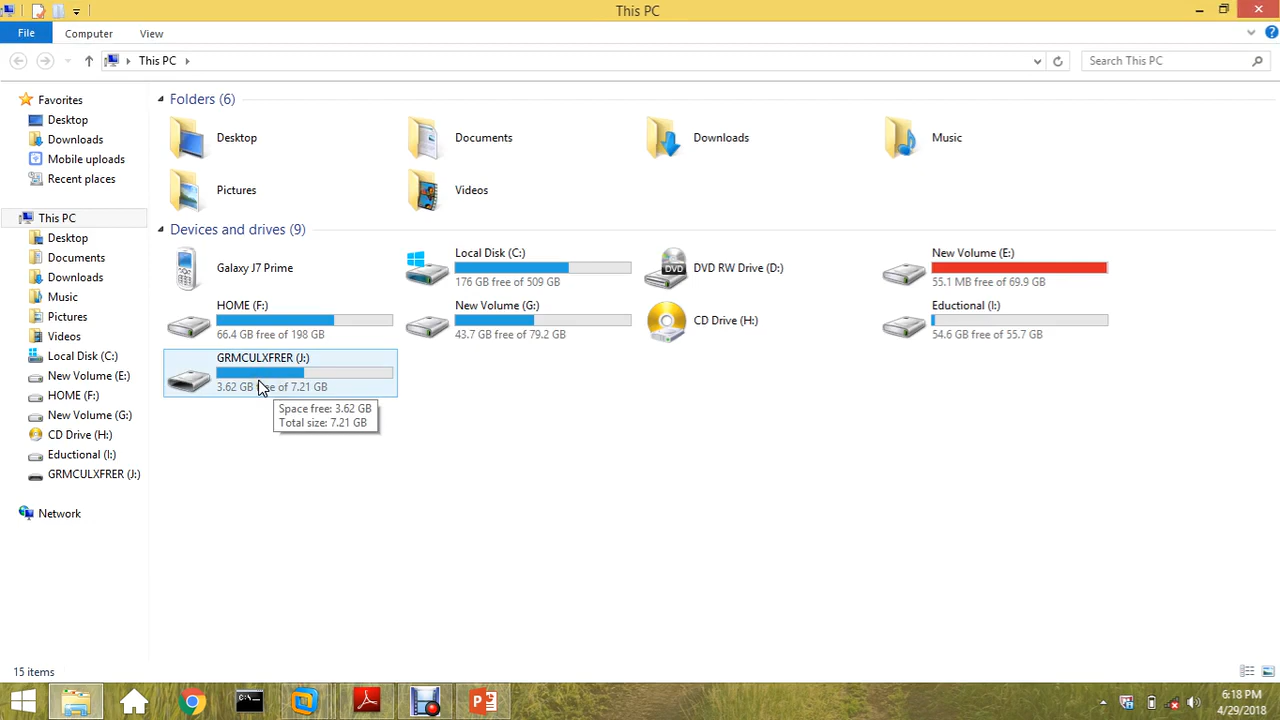 This PC
File
Computer
View
This PC
Search This PC
Favorites
Desktop
Downloads
Mobile uploads
Recent places
This PC
Desktop
Documents
Downloads
Music
Pictures
Videos
Local Disk (C:)
New Volume (E:)
HOME (F:)
New Volume (G:)
CD Drive (H:)
Eductional (I:)
GRMCULXFRER (J:)
Network
Folders (6)
Desktop
Documents
Downloads
Music
Pictures
Videos
Devices and drives (9)
Galaxy J7 Prime
Local Disk (C:)
176 GB free of 509 GB
DVD
DVD RW Drive (D:)
New Volume (E:)
55.1 MB free of 69.9 GB
HOME (F:)
66.4 GB free of 198 GB
New Volume (G:)
43.7 GB free of 79.2 GB
CD Drive (H:)
Eductional (I:)
54.6 GB free of 55.7 GB
GRMCULXFRER (J:)
3.62 GB free of 7.21 GB
Space free: 3.62 GB
Total size: 7.21 GB
15 items
6:18 PM
4/29/2018